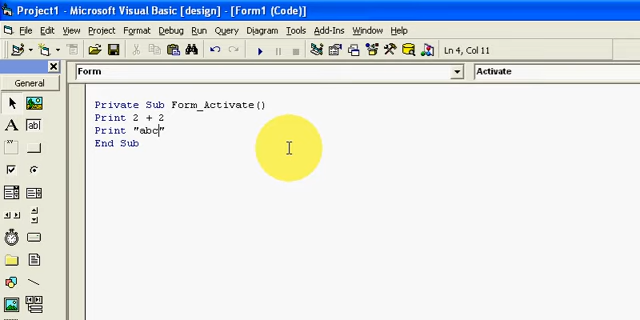 Project1 - Microsoft Visual Basic [design] - [Form1 (Code)]
File Edit View Project Format Debug Run Query Diagram Tools Add-Ins Window Help
Ln 4, Col 11
General
Form
Activate
Private Sub Form_Activate()
Print 2 + 2
Print "abc"
End Sub
A
ab|